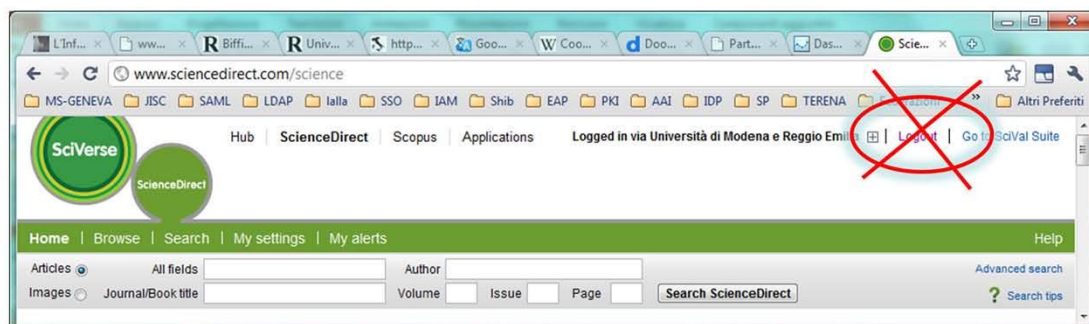 L'Inf... ww... Biffi... Univ... http... Goo... Coo... Doo... Part... Das... Scie...
www.sciencedirect.com/science
MS-GENEVA JISC SAML LDAP lalla SSO IAM Shib EAP PKI AAI IDP SP TERENA » Altri Preferiti
SciVerse
ScienceDirect
Hub ScienceDirect Scopus Applications Logged in via Università di Modena e Reggio Emilia Logout Go to SciVal Suite
Home | Browse | Search | My settings | My alerts Help
Articles All fields Author Advanced search
Images Journal/Book title Volume Issue Page Search ScienceDirect ? Search tips